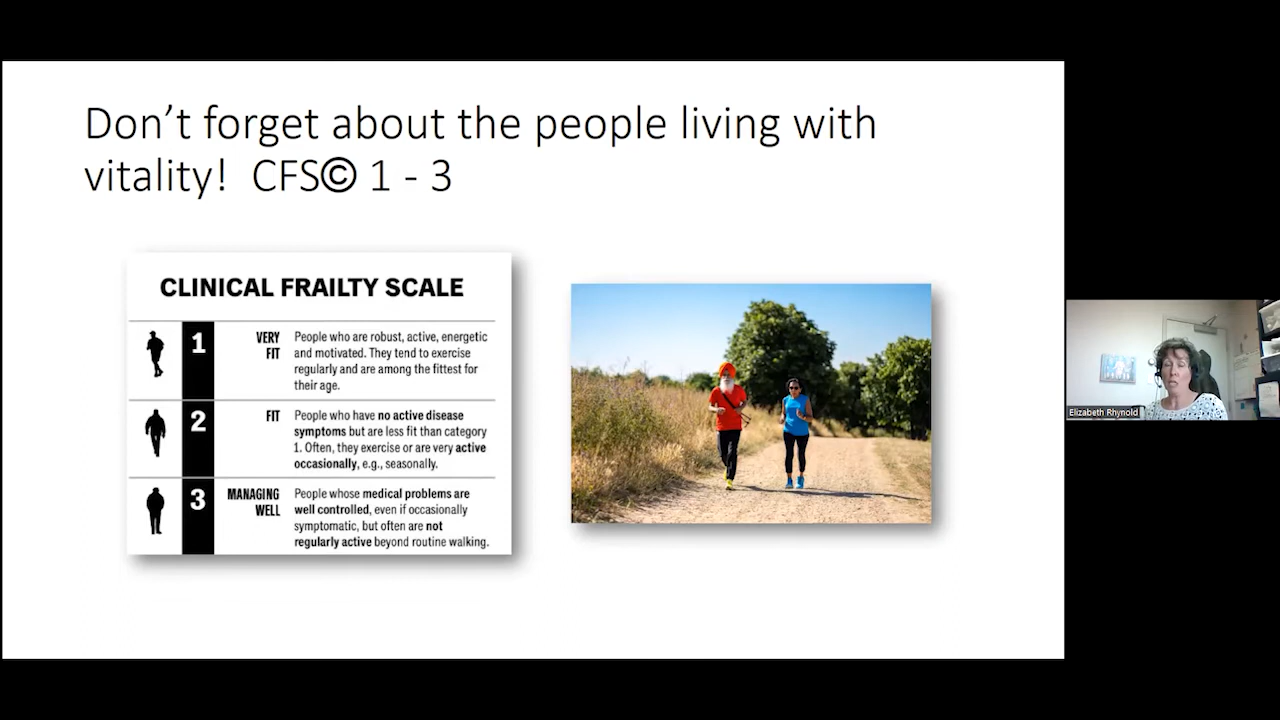 Don't forget about the people living with
vitality!  CFS© 1 - 3
CLINICAL FRAILTY SCALE
1
VERY
FIT
People who are robust, active, energetic
and motivated. They tend to exercise
regularly and are among the fittest for
their age.
2
FIT
People who have no active disease
symptoms but are less fit than category
1. Often, they exercise or are very active
occasionally, e.g., seasonally.
3
MANAGING
WELL
People whose medical problems are
well controlled, even if occasionally
symptomatic, but often are not
regularly active beyond routine walking.
Elizabeth Rhynold